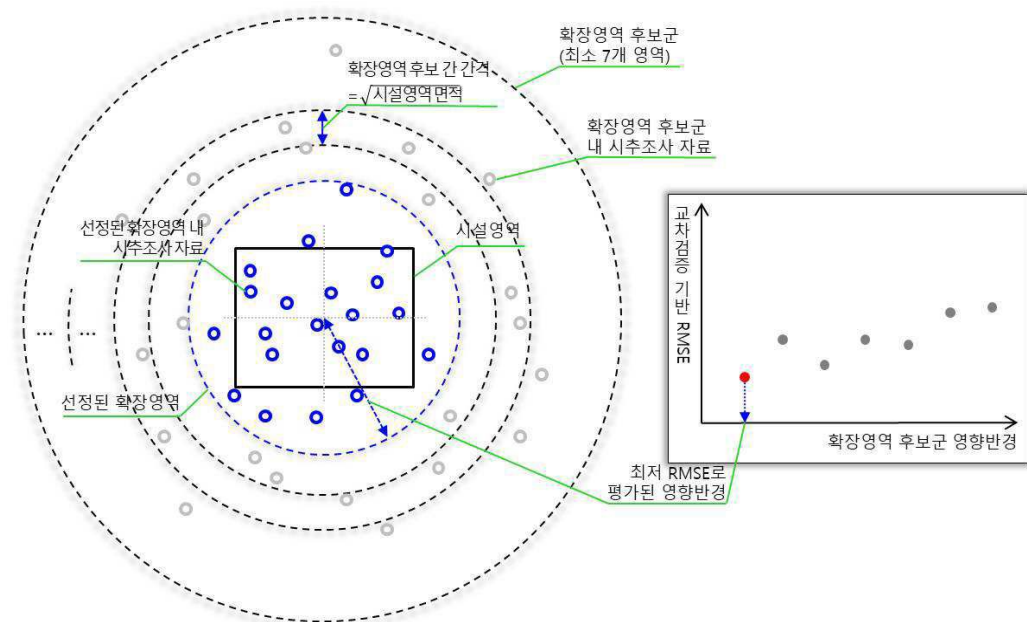 확장영역 후보군
(최소 7개 영역)
확장영역 후보 간 간격
= √시설영역 면적
확장영역 후보군
내 시추조사 자료
선정된 확장영역 내
시추조사 자료
시설영역
... ...
선정된 확장영역
최저 RMSE로
평가된 영향반경
교차검증 기반 RMSE
확장영역 후보군 영향반경